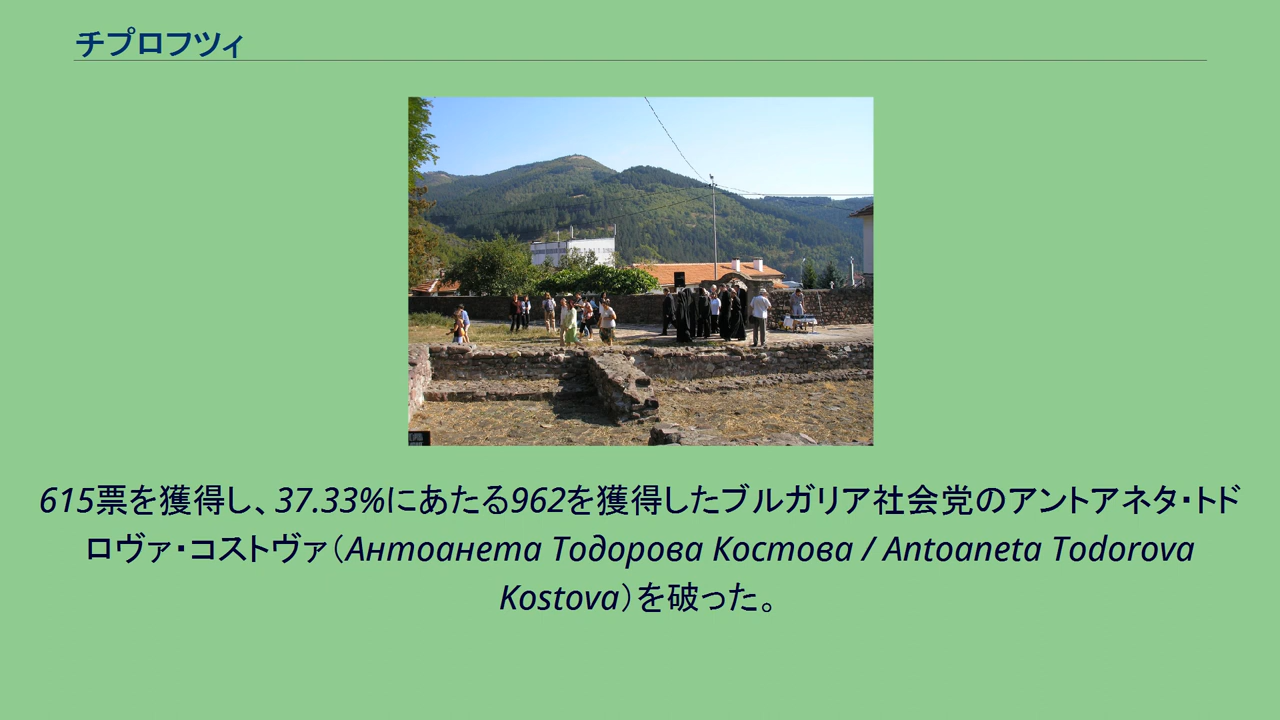 チプロフツィ
615票を獲得し、37.33%にあたる962を獲得したブルガリア社会党のアントアネタ・トド
ロヴァ・コストヴァ（Антоанета Тодорова Костова / Antoaneta Todorova
Kostova）を破った。